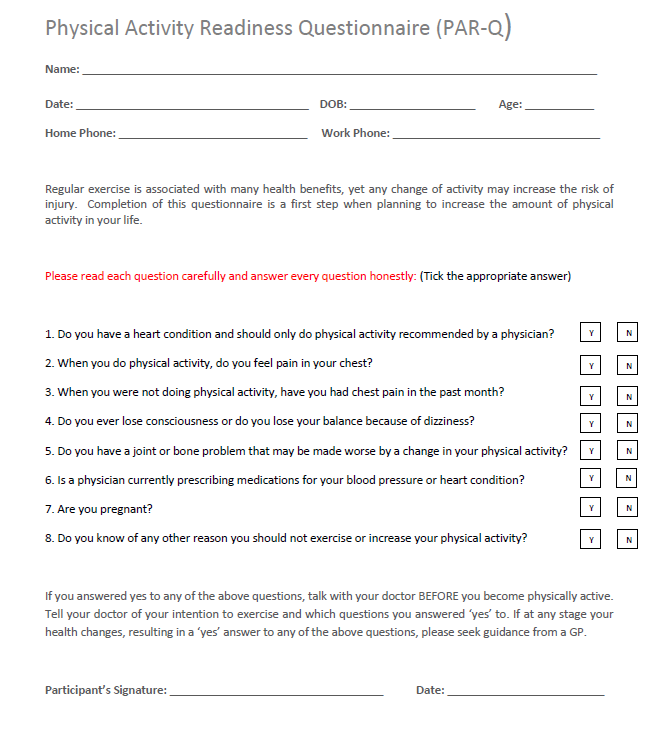 Physical Activity Readiness Questionnaire (PAR-Q)
Name: ________________________________________
Date: ____________________ DOB: ____________________ Age: ___________
Home Phone: ____________________ Work Phone: ____________________
Regular exercise is associated with many health benefits, yet any change of activity may increase the risk of
injury. Completion of this questionnaire is a first step when planning to increase the amount of physical
activity in your life.
Please read each question carefully and answer every question honestly: (Tick the appropriate answer)
1. Do you have a heart condition and should only do physical activity recommended by a physician? Y N
2. When you do physical activity, do you feel pain in your chest? Y N
3. When you were not doing physical activity, have you had chest pain in the past month? Y N
4. Do you ever lose consciousness or do you lose your balance because of dizziness? Y N
5. Do you have a joint or bone problem that may be made worse by a change in your physical activity? Y N
6. Is a physician currently prescribing medications for your blood pressure or heart condition? Y N
7. Are you pregnant? Y N
8. Do you know of any other reason you should not exercise or increase your physical activity? Y N
If you answered yes to any of the above questions, talk with your doctor BEFORE you become physically active.
Tell your doctor of your intention to exercise and which questions you answered ‘yes’ to. If at any stage your
health changes, resulting in a ‘yes’ answer to any of the above questions, please seek guidance from a GP.
Participant’s Signature: ____________________ Date: ____________________